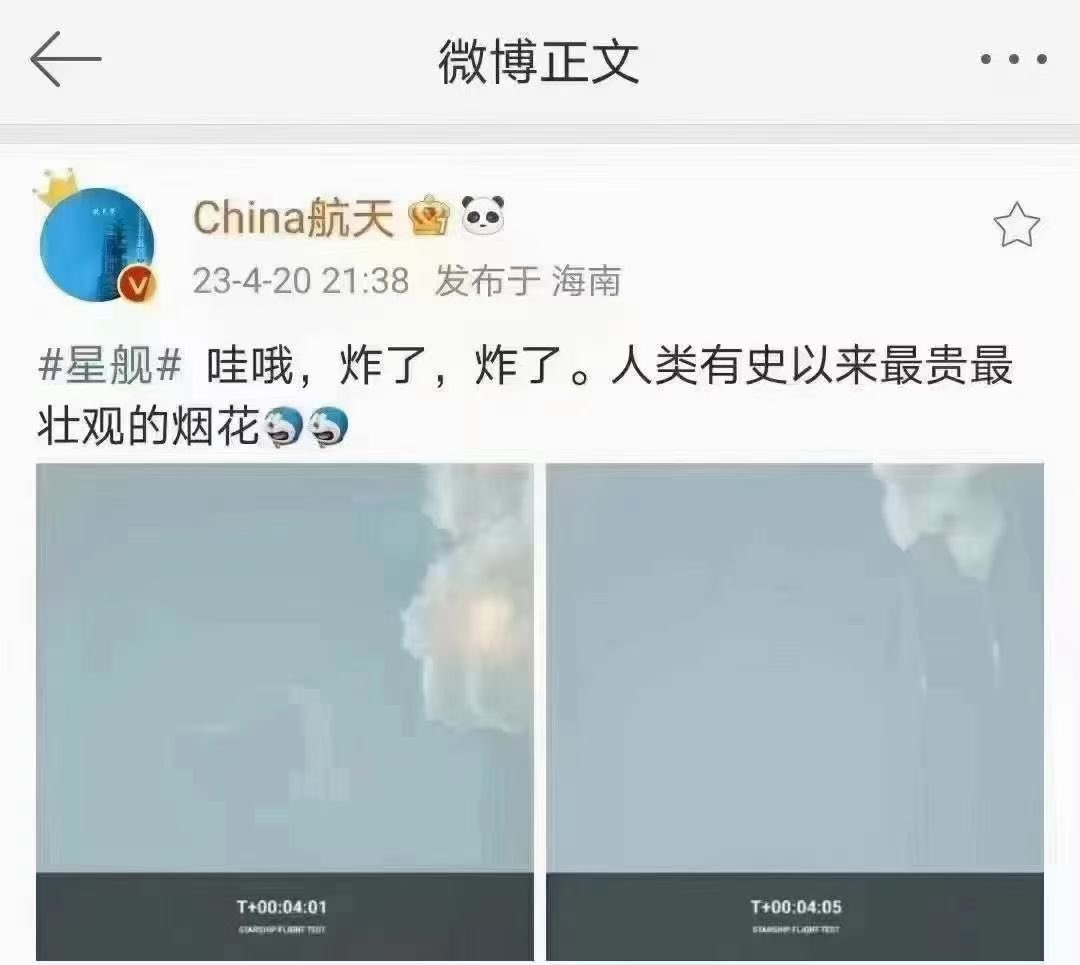 微博正文
China航天
23-4-20 21:38 发布于 海南
#星舰# 哇哦，炸了，炸了。人类有史以来最贵最
壮观的烟花
T+00:04:01
STARSHIP FLIGHT TEST
T+00:04:05
STARSHIP FLIGHT TEST